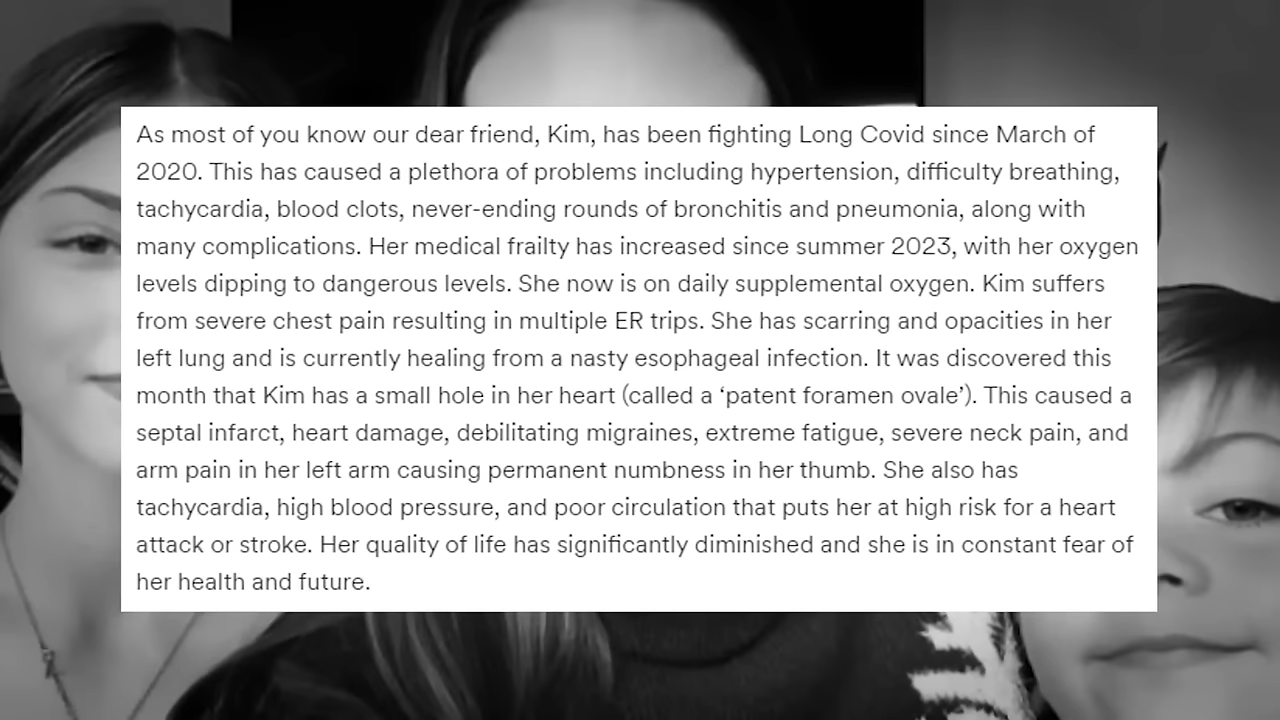 As most of you know our dear friend, Kim, has been fighting Long Covid since March of
2020. This has caused a plethora of problems including hypertension, difficulty breathing,
tachycardia, blood clots, never-ending rounds of bronchitis and pneumonia, along with
many complications. Her medical frailty has increased since summer 2023, with her oxygen
levels dipping to dangerous levels. She now is on daily supplemental oxygen. Kim suffers
from severe chest pain resulting in multiple ER trips. She has scarring and opacities in her
left lung and is currently healing from a nasty esophageal infection. It was discovered this
month that Kim has a small hole in her heart (called a ‘patent foramen ovale’). This caused a
septal infarct, heart damage, debilitating migraines, extreme fatigue, severe neck pain, and
arm pain in her left arm causing permanent numbness in her thumb. She also has
tachycardia, high blood pressure, and poor circulation that puts her at high risk for a heart
attack or stroke. Her quality of life has significantly diminished and she is in constant fear of
her health and future.